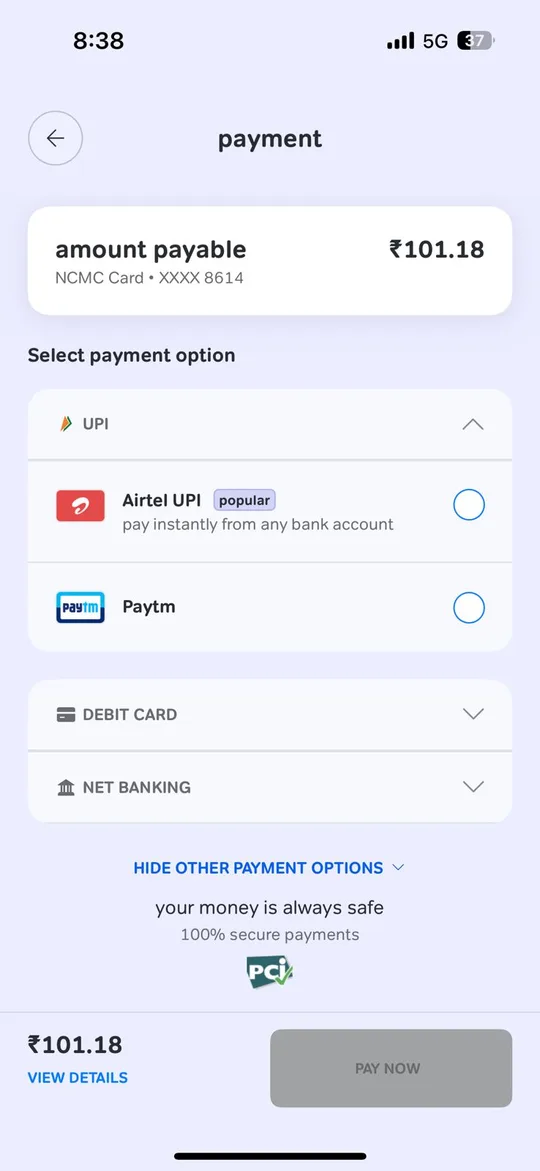 8:38
5G
37
payment
amount payable
₹101.18
NCMC Card • XXXX 8614
Select payment option
UPI
Airtel UPI
popular
pay instantly from any bank account
paytm
Paytm
DEBIT CARD
NET BANKING
HIDE OTHER PAYMENT OPTIONS
your money is always safe
100% secure payments
PCi
₹101.18
VIEW DETAILS
PAY NOW